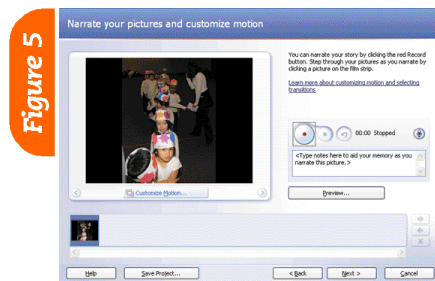 Figure 5
Narrate your pictures and customize motion
You can narrate your story by clicking the red Record
button. Step through your pictures as you narrate by
clicking a picture on the film strip.
Learn more about customizing motion and selecting
transitions
00:00 Stopped
<Type notes here to aid your memory as you
narrate this picture.>
Customize Motion...
Preview...
Help
Save Project...
< Back
Next >
Cancel